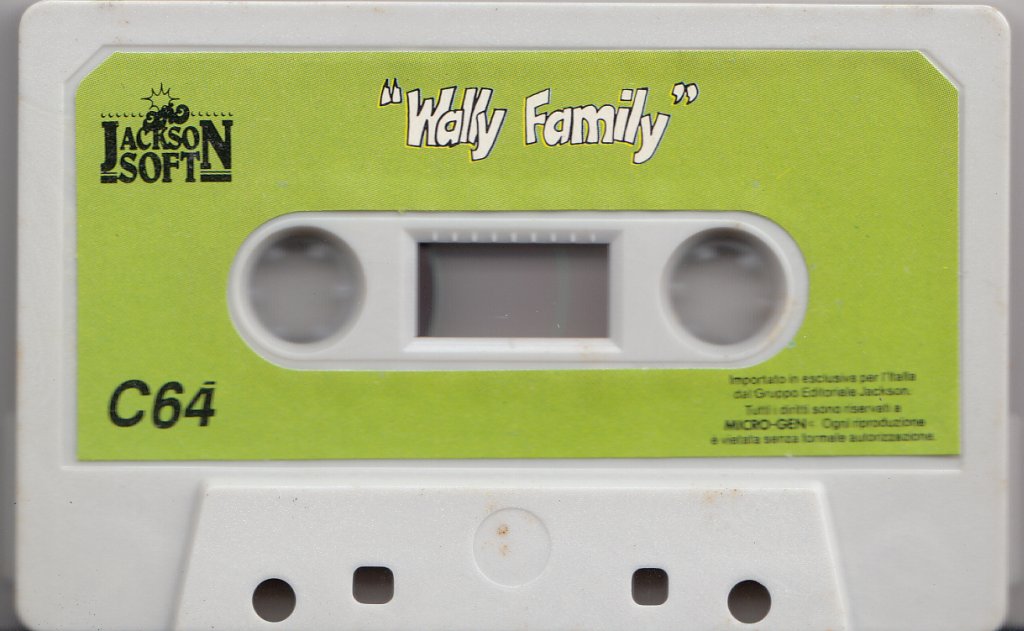 JACKSON
SOFT
"Wally Family"
C64
Importato in esclusiva per l'Italia
dal Gruppo Editoriale Jackson.
Tutti i diritti sono riservati a
MICRO-GEN. Ogni riproduzione
è vietata senza formale autorizzazione.